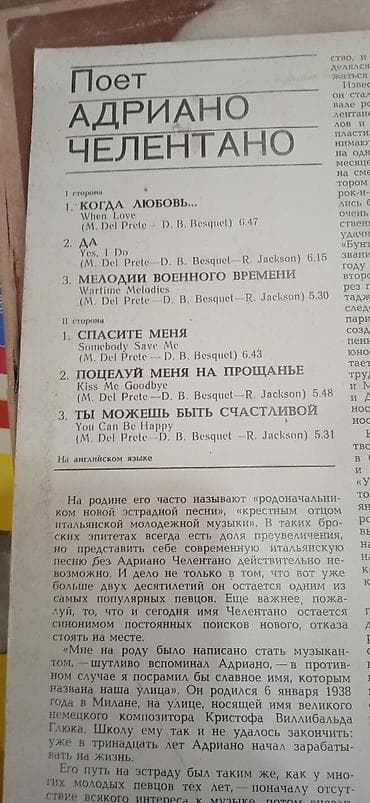 Поет
АДРИАНО
ЧЕЛЕНТАНО
I сторона
1. КОГДА ЛЮБОВЬ...
When Love
(M. Del Prete - D. B. Besquet) 6.47
2. ДА
Yes, I Do
(M. Del Prete—D. B. Besquet—R. Jackson) 6.15
3. МЕЛОДИИ ВОЕННОГО ВРЕМЕНИ
Wartime Melodies
(M. Del Prete—D. B. Besquet—R. Jackson) 5.30
II сторона
1. СПАСИТЕ МЕНЯ
Somebody Save Me
(M. Del Prete—D. B. Besquet) 6.43
2. ПОЦЕЛУЙ МЕНЯ НА ПРОЩАНЬЕ
Kiss Me Goodbye
(M. Del Prete—D. B. Besquet—R. Jackson) 5.48
3. ТЫ МОЖЕШЬ БЫТЬ СЧАСТЛИВОЙ
You Can Be Happy
(M. Del Prete—D. B. Besquet—R. Jackson) 5.31
На английском языке
На родине его часто называют «родоначальни-
ком новой эстрадной песни», «крестным отцом
итальянской молодежной музыки». В таких бро-
ских эпитетах всегда есть доля преувеличения,
но представить себе современную итальянскую
песню без Адриано Челентано действительно не-
возможно. И дело не только в том, что вот уже
больше двух десятилетий он остается одним из
самых популярных певцов. Еще важнее, пожа-
луй, то, что и сегодня имя Челентано остается
синонимом постоянных поисков нового, отказа
стоять на месте.
«Мне на роду было написано стать музыкан-
том,—шутливо вспоминал Адриано,—в против-
ном случае я посрамил бы славное имя, которым
названа наша улица». Он родился 6 января 1938
года в Милане, на улице, носящей имя великого
немецкого композитора Кристофа Виллибальда
Глюка. Школу ему так и не удалось закончить:
уже в тринадцать лет Адриано начал зарабаты-
вать на жизнь.
Его путь на эстраду был таким же, как у мно-
гих молодых певцов тех лет,—поначалу отсут-
ствие всякого интереса к музыке, потом